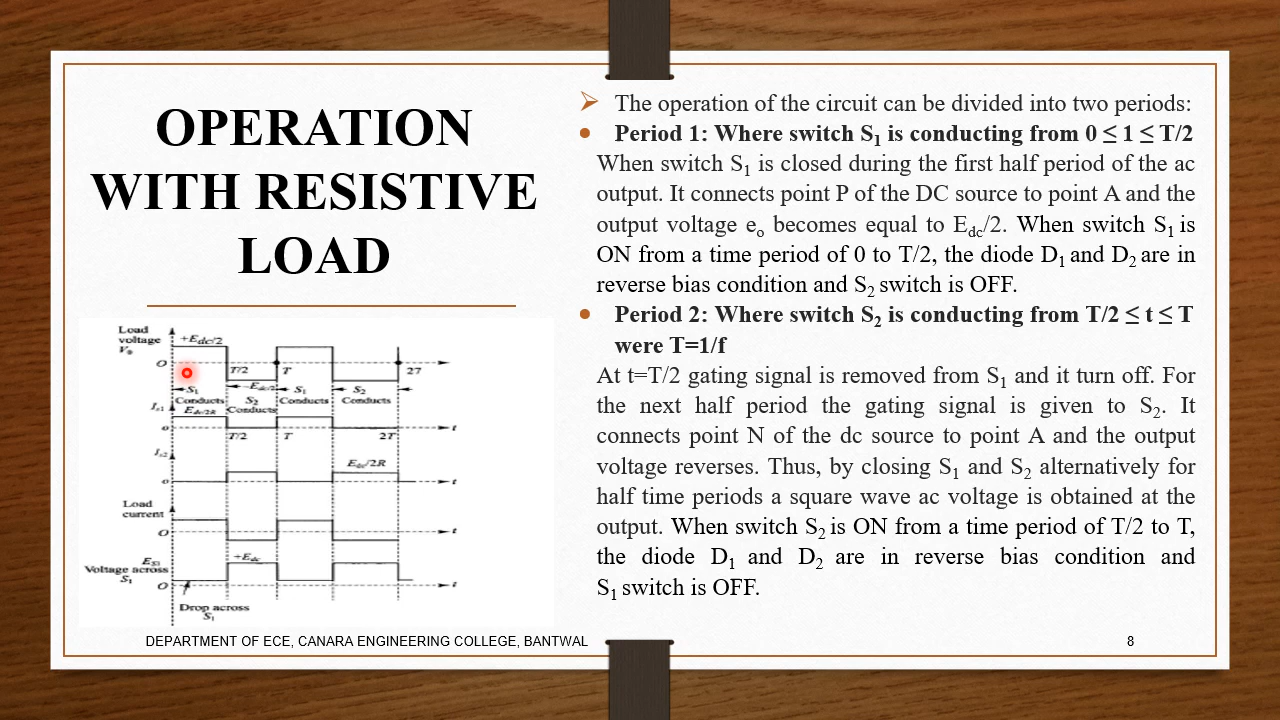 OPERATION
WITH RESISTIVE
LOAD
➢ The operation of the circuit can be divided into two periods:
• Period 1: Where switch S1 is conducting from 0 ≤ 1 ≤ T/2
When switch S1 is closed during the first half period of the ac
output. It connects point P of the DC source to point A and the
output voltage eo becomes equal to Edc/2. When switch S1 is
ON from a time period of 0 to T/2, the diode D1 and D2 are in
reverse bias condition and S2 switch is OFF.
• Period 2: Where switch S2 is conducting from T/2 ≤ t ≤ T
were T=1/f
At t=T/2 gating signal is removed from S1 and it turn off. For
the next half period the gating signal is given to S2. It
connects point N of the dc source to point A and the output
voltage reverses. Thus, by closing S1 and S2 alternatively for
half time periods a square wave ac voltage is obtained at the
output. When switch S2 is ON from a time period of T/2 to T,
the diode D1 and D2 are in reverse bias condition and
S1 switch is OFF.
Load
voltage
V0
+Edc/2
O
T/2
T
2T
-Edc/2
S1
Conducts
S2
Conducts
S1
Conducts
S2
Conducts
Is1
Edc/2R
o
T/2
T
2T
t
Is2
Edc/2R
o
t
Load
current
O
t
ES1
Voltage across
S1
+Edc
O
t
Drop across
S1
DEPARTMENT OF ECE, CANARA ENGINEERING COLLEGE, BANTWAL
8